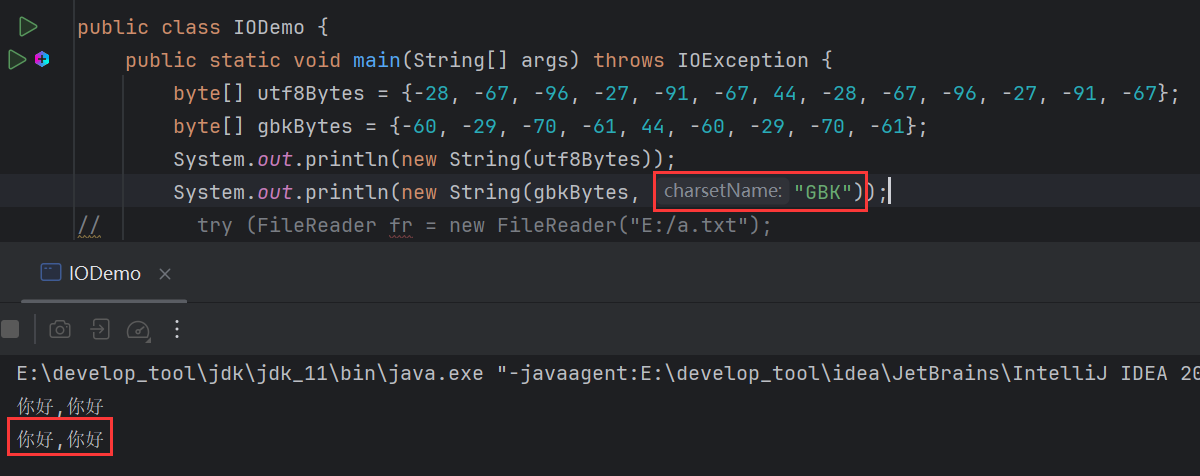 public class IODemo {
public static void main(String[] args) throws IOException {
byte[] utf8Bytes = {-28, -67, -96, -27, -91, -67, 44, -28, -67, -96, -27, -91, -67};
byte[] gbkBytes = {-60, -29, -70, -61, 44, -60, -29, -70, -61};
System.out.println(new String(utf8Bytes));
System.out.println(new String(gbkBytes, charsetName: "GBK"));
// try (FileReader fr = new FileReader("E:/a.txt");
IODemo
E:\develop_tool\jdk\jdk_11\bin\java.exe "-javaagent:E:\develop_tool\idea\JetBrains\IntelliJ IDEA 20
你好,你好
你好,你好